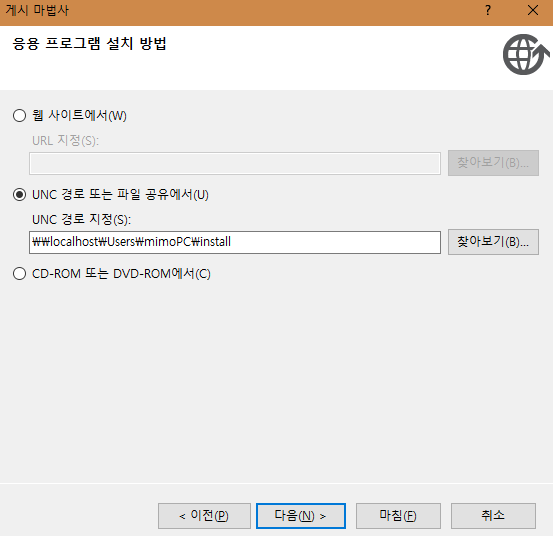 게시 마법사 ?
응용 프로그램 설치 방법
웹 사이트에서(W)
URL 지정(S):
찾아보기(B)...
UNC 경로 또는 파일 공유에서(U)
UNC 경로 지정(S):
₩₩localhost₩Users₩mimoPC₩install 찾아보기(B)...
CD-ROM 또는 DVD-ROM에서(C)
< 이전(P) 다음(N) > 마침(F) 취소